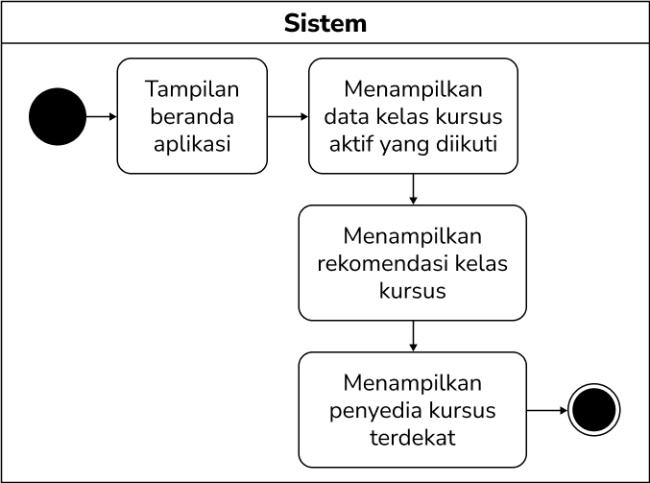 Sistem
Tampilan
beranda
aplikasi
Menampilkan
data kelas kursus
aktif yang diikuti
Menampilkan
rekomendasi kelas
kursus
Menampilkan
penyedia kursus
terdekat